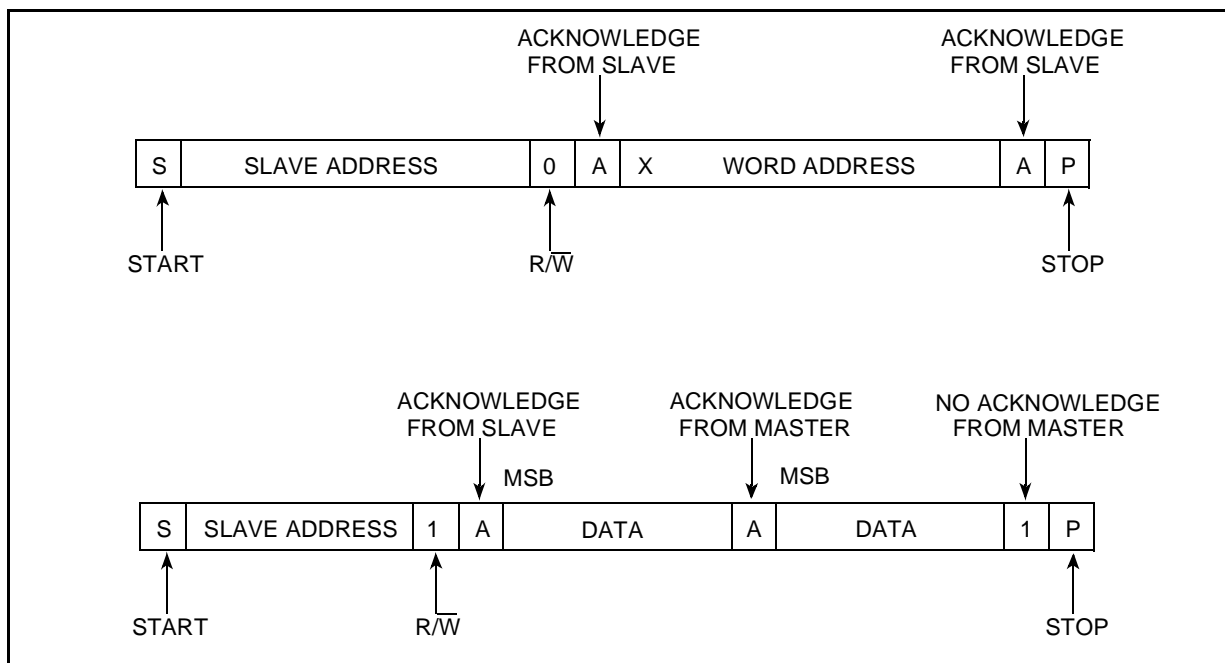 ACKNOWLEDGE ACKNOWLEDGE
FROM SLAVE FROM SLAVE
S SLAVE ADDRESS 0 A X WORD ADDRESS A P
START R/W̅ STOP
ACKNOWLEDGE ACKNOWLEDGE NO ACKNOWLEDGE
FROM SLAVE FROM MASTER FROM MASTER
MSB MSB
S SLAVE ADDRESS 1 A DATA A DATA 1 P
START R/W̅ STOP